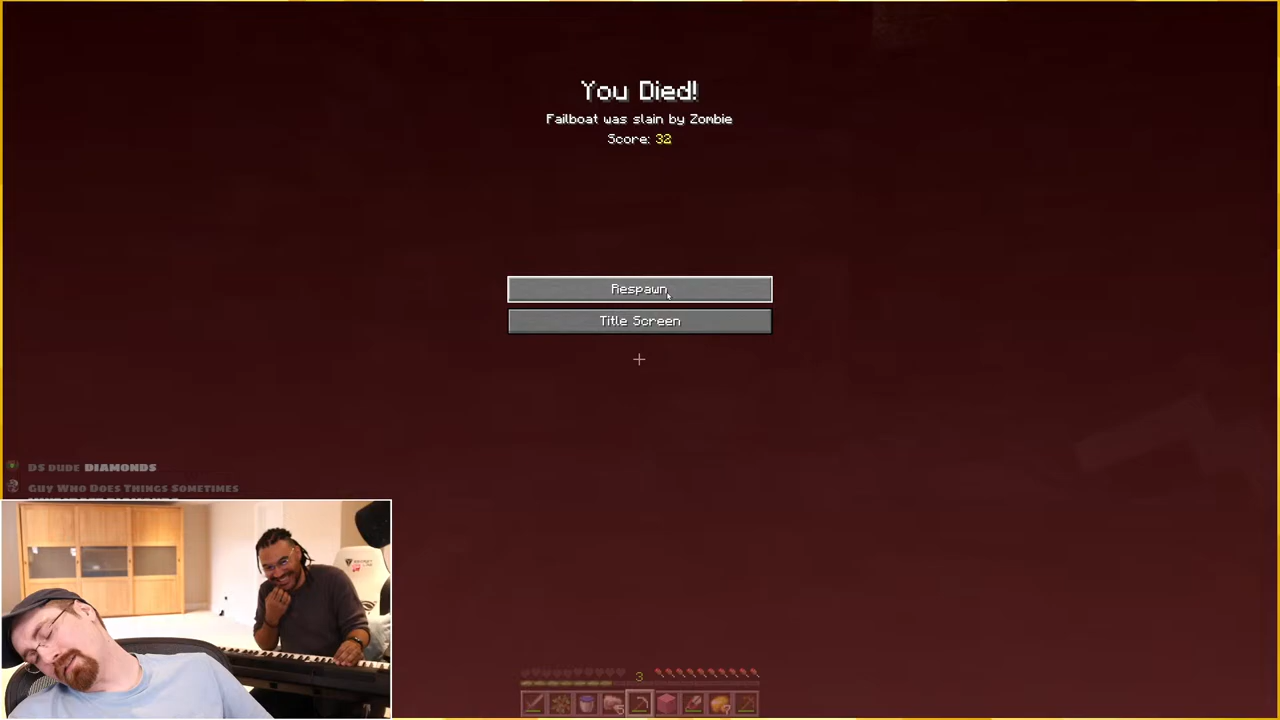 You Died!
Failboat was slain by Zombie
Score: 32
Respawn
Title Screen
DS DUDE DIAMONDS
GUY WHO DOES THINGS SOMETIMES
3